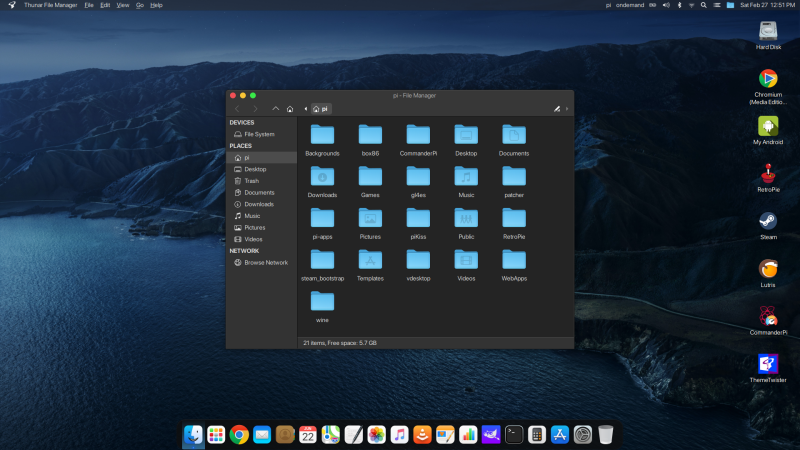 Thunar File Manager File Edit View Go Help
pi ondemand Sat Feb 27 12:51 PM
pi - File Manager
pi
DEVICES
File System
PLACES
pi
Desktop
Trash
Documents
Downloads
Music
Pictures
Videos
NETWORK
Browse Network
Backgrounds
box86
CommanderPi
Desktop
Documents
Downloads
Games
gl4es
Music
patcher
pi-apps
Pictures
piKiss
Public
RetroPie
steam_bootstrap
Templates
vdesktop
Videos
WebApps
wine
21 items, Free space: 5.7 GB
Hard Disk
Chromium
(Media Editio...
My Android
RetroPie
Steam
Lutris
CommanderPi
ThemeTwister
22